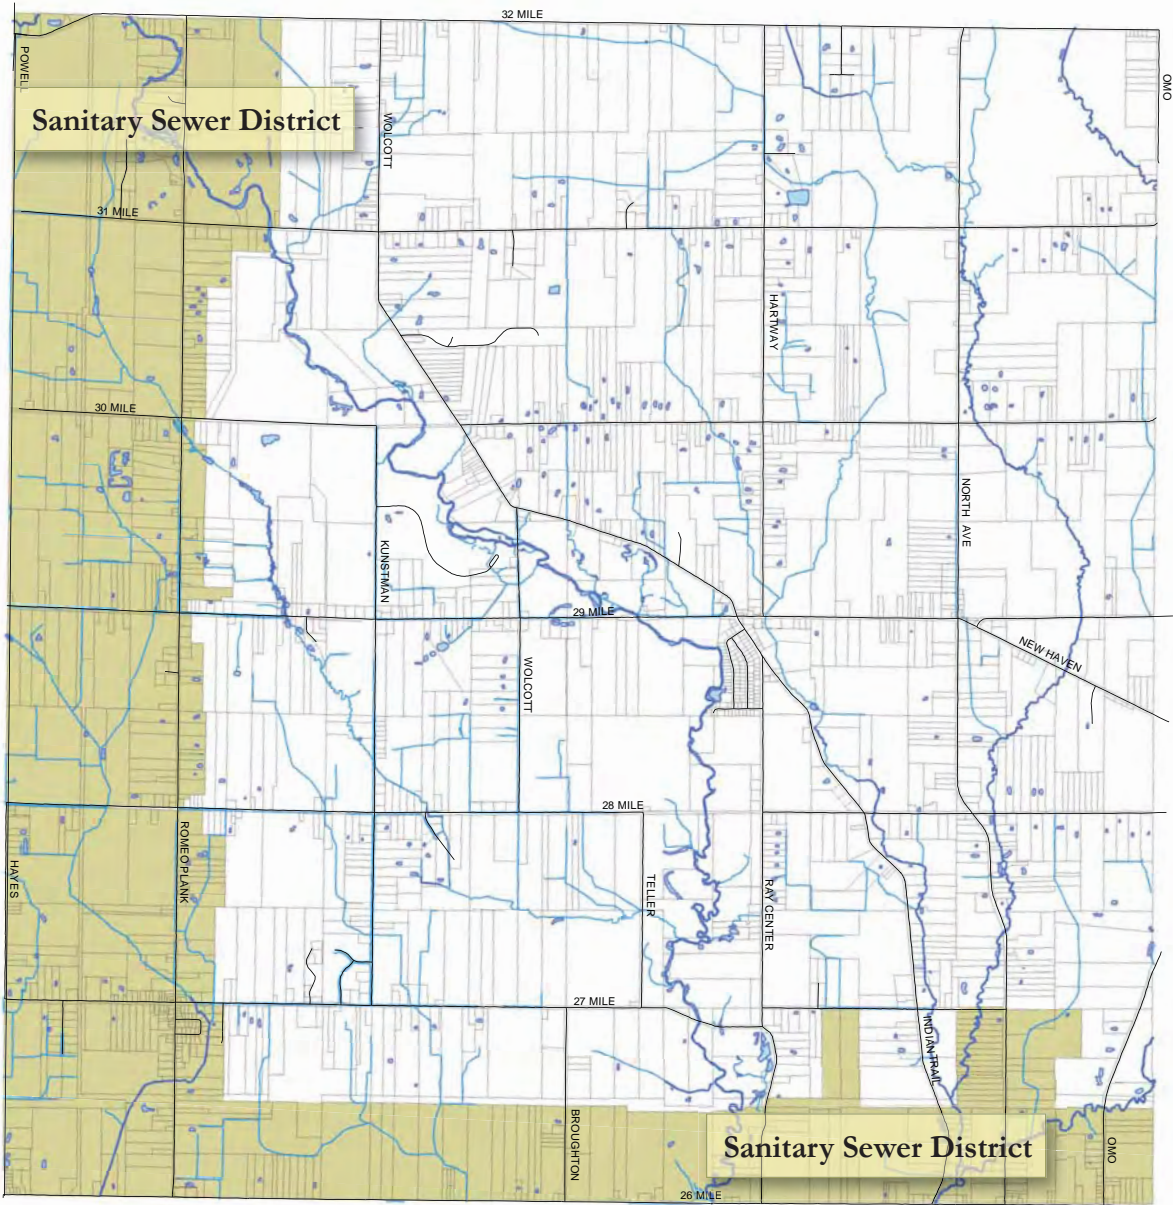 32 MILE
POWELL
OMO
Sanitary Sewer District
WOLCOTT
31 MILE
HARTWAY
30 MILE
NORTH AVE
KUNSTMAN
29 MILE
NEW HAVEN
WOLCOTT
28 MILE
ROMEO PLANK
HAYES
TELLER
RAY CENTER
27 MILE
INDIAN TRAIL
BROUGHTON
Sanitary Sewer District
OMO
26 MILE